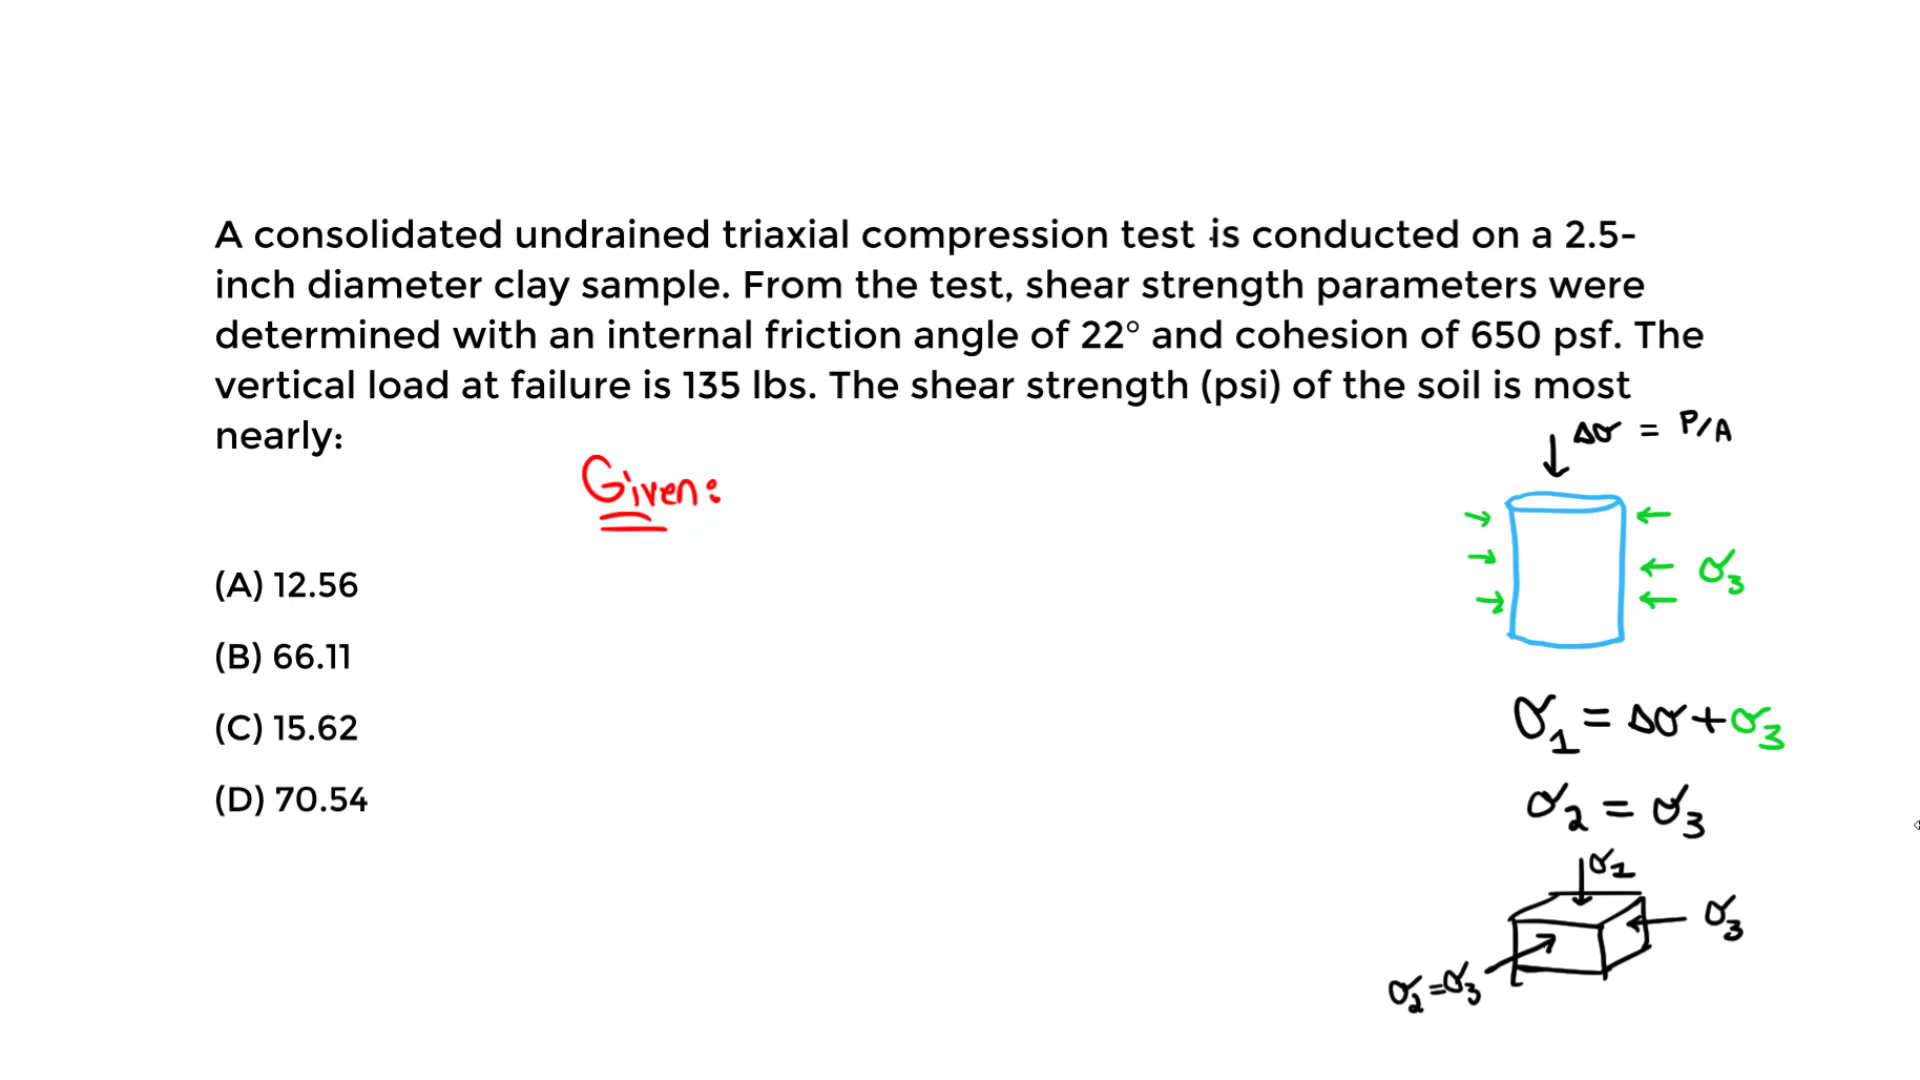 A consolidated undrained triaxial compression test is conducted on a 2.5-
inch diameter clay sample. From the test, shear strength parameters were
determined with an internal friction angle of 22° and cohesion of 650 psf. The
vertical load at failure is 135 lbs. The shear strength (psi) of the soil is most
nearly:
Δσ = P/A
Given:
(A) 12.56
σ3
(B) 66.11
(C) 15.62
σ1 = Δσ+σ3
(D) 70.54
σ2 = σ3
σ1
σ3
σ2=σ3